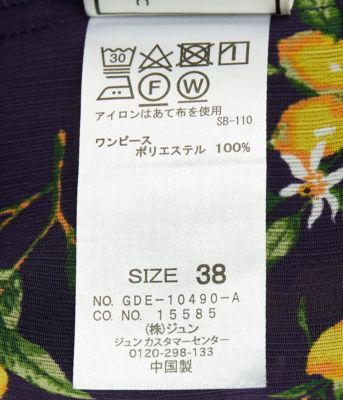 30
F W
アイロンはあて布を使用
SB-110
ワンピース
ポリエステル 100%
SIZE 38
NO. GDE-10490-A
CO. NO. 15585
(株)ジュン
ジュンカスタマーセンター
0120-298-133
中国製